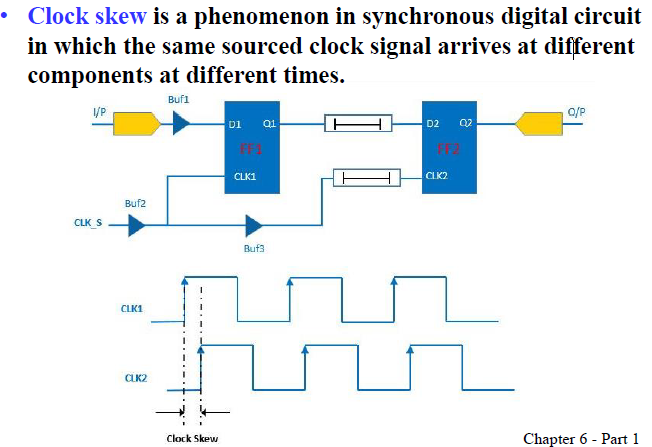 • Clock skew is a phenomenon in synchronous digital circuit
in which the same sourced clock signal arrives at different
components at different times.
I/P
Buf1
D1 Q1
FF1
CLK1
D2 Q2
FF2
CLK2
O/P
Buf2
CLK_S
Buf3
CLK1
CLK2
Clock Skew
Chapter 6 - Part 1